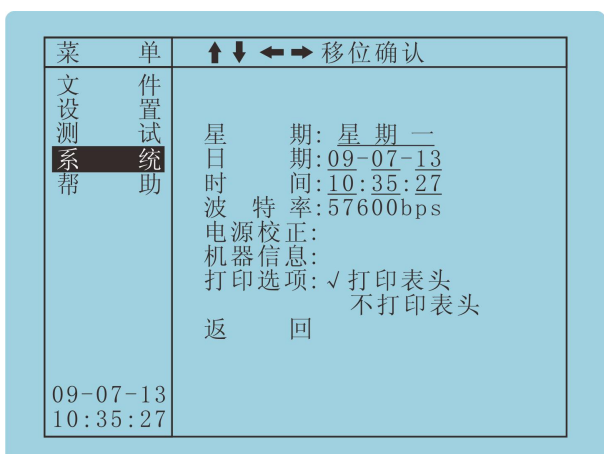 菜 单
↑↓ ←→ 移位确认
文 件
设 置
测 试
系 统
帮 助
星 期: 星 期 一
日 期:09-07-13
时 间:10:35:27
波 特 率:57600bps
电源校正:
机器信息:
打印选项:√打印表头
不打印表头
返 回
09-07-13
10:35:27